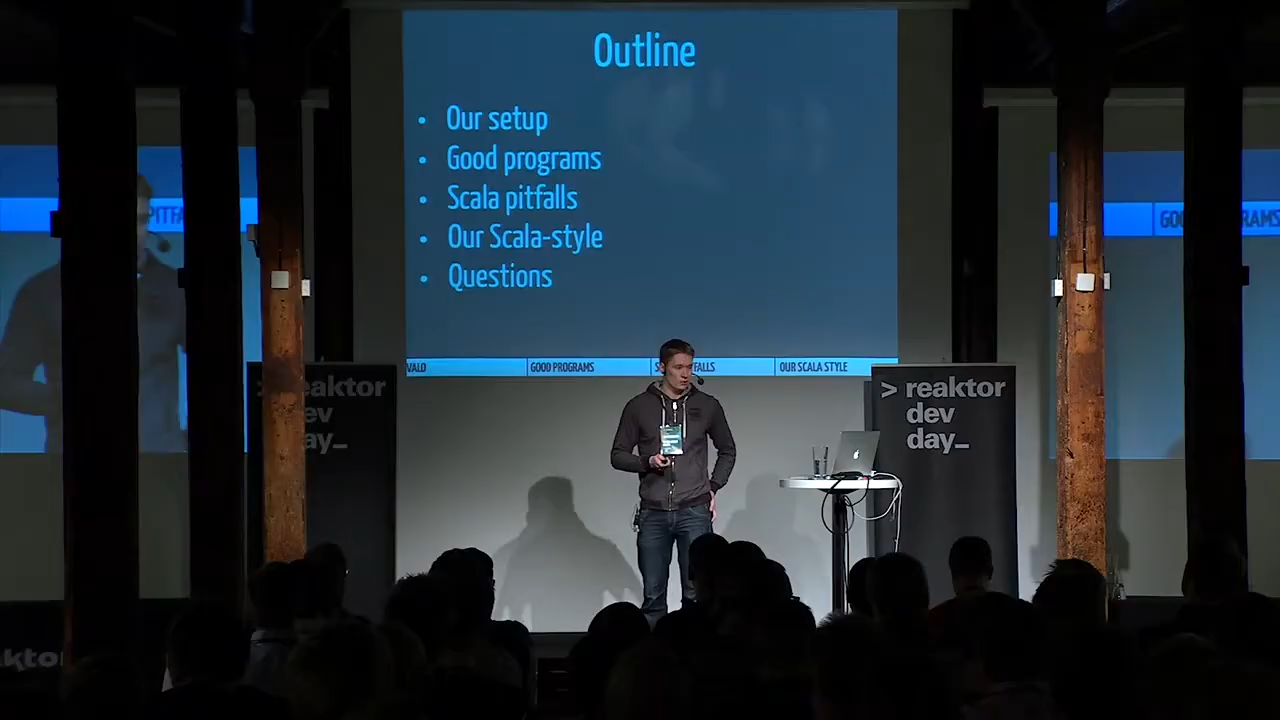 Outline
• Our setup
• Good programs
• Scala pitfalls
• Our Scala-style
• Questions
GOOD PROGRAMS
OUR SCALA STYLE
> reaktor
dev
day_